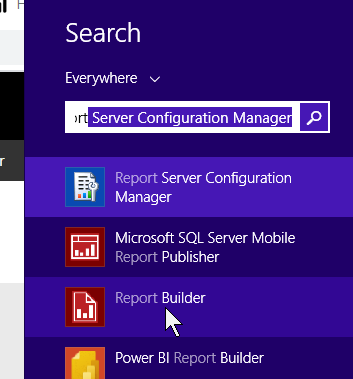 Search
Everywhere
ort Server Configuration Manager
Report Server Configuration
Manager
Microsoft SQL Server Mobile
Report Publisher
Report Builder
Power BI Report Builder